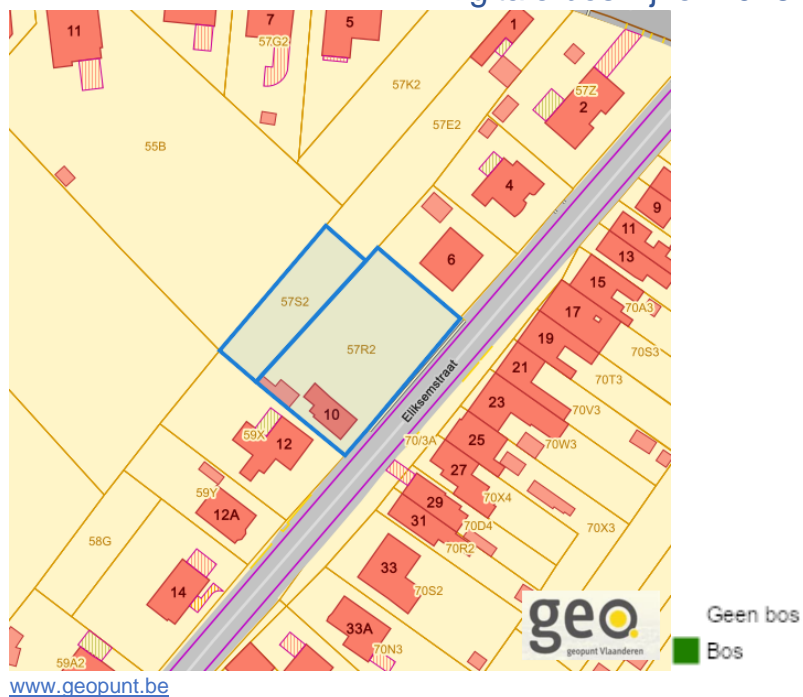 11
7
57G2
5
1
57K2
57Z
2
57E2
55B
4
9
11
13
6
15
70A3
57S2
17
57R2
19
70S3
21
70T3
Eliksemstraat
10
23
70V3
59X
12
70/3A
25
70W3
27
59Y
70X4
29
12A
31
70D4
70X3
58G
70R2
33
14
70S2
33A
70N3
59A2
geo
geopunt Vlaanderen
Geen bos
Bos
www.geopunt.be